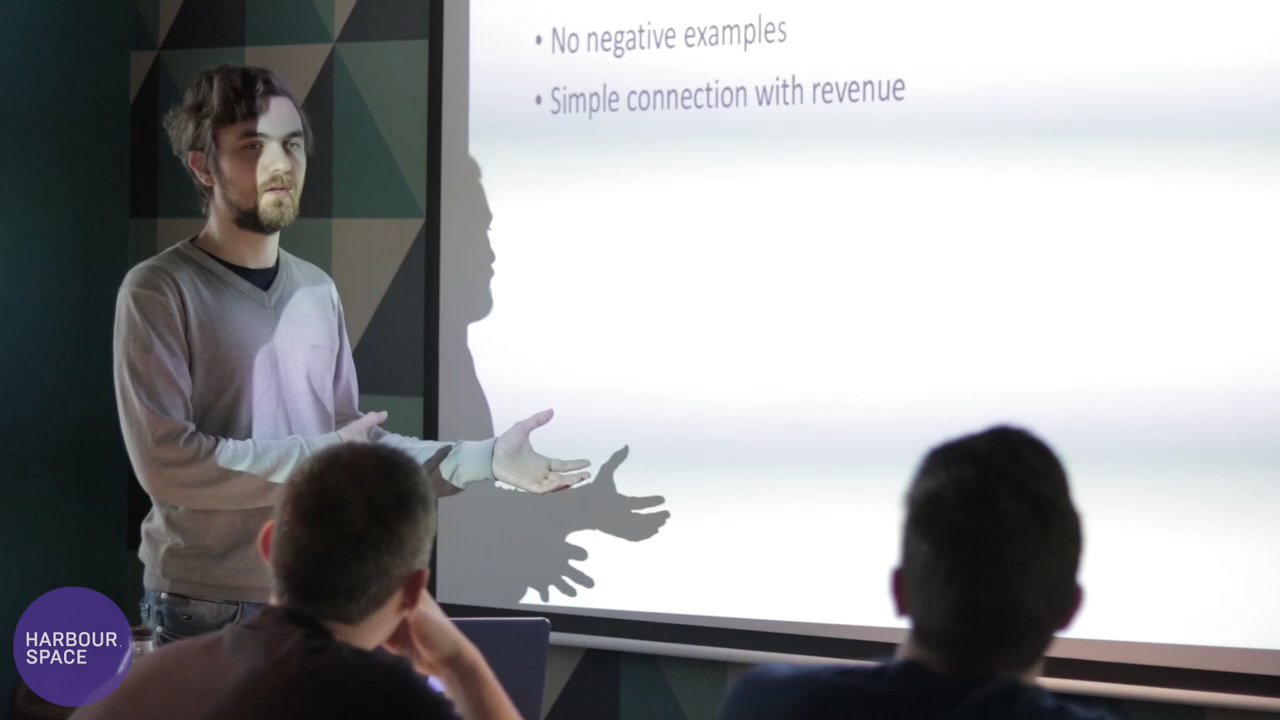 • No negative examples
• Simple connection with revenue
HARBOUR.
SPACE